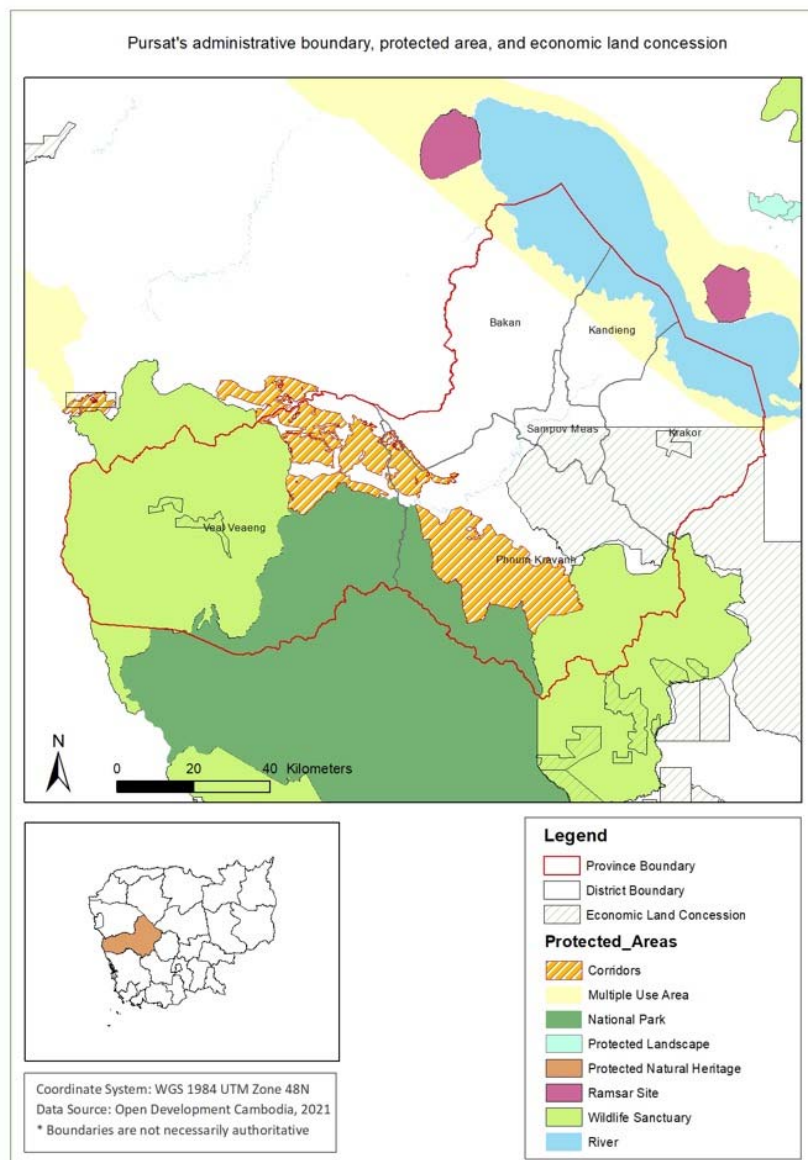 Pursat's administrative boundary, protected area, and economic land concession
Bakan
Kandieng
Sampov Meas
Krakor
Veal Veaeng
Phnum Kravanh
N
0 20 40 Kilometers
Legend
Province Boundary
District Boundary
Economic Land Concession
Protected_Areas
Corridors
Multiple Use Area
National Park
Protected Landscape
Protected Natural Heritage
Ramsar Site
Wildlife Sanctuary
River
Coordinate System: WGS 1984 UTM Zone 48N
Data Source: Open Development Cambodia, 2021
* Boundaries are not necessarily authoritative